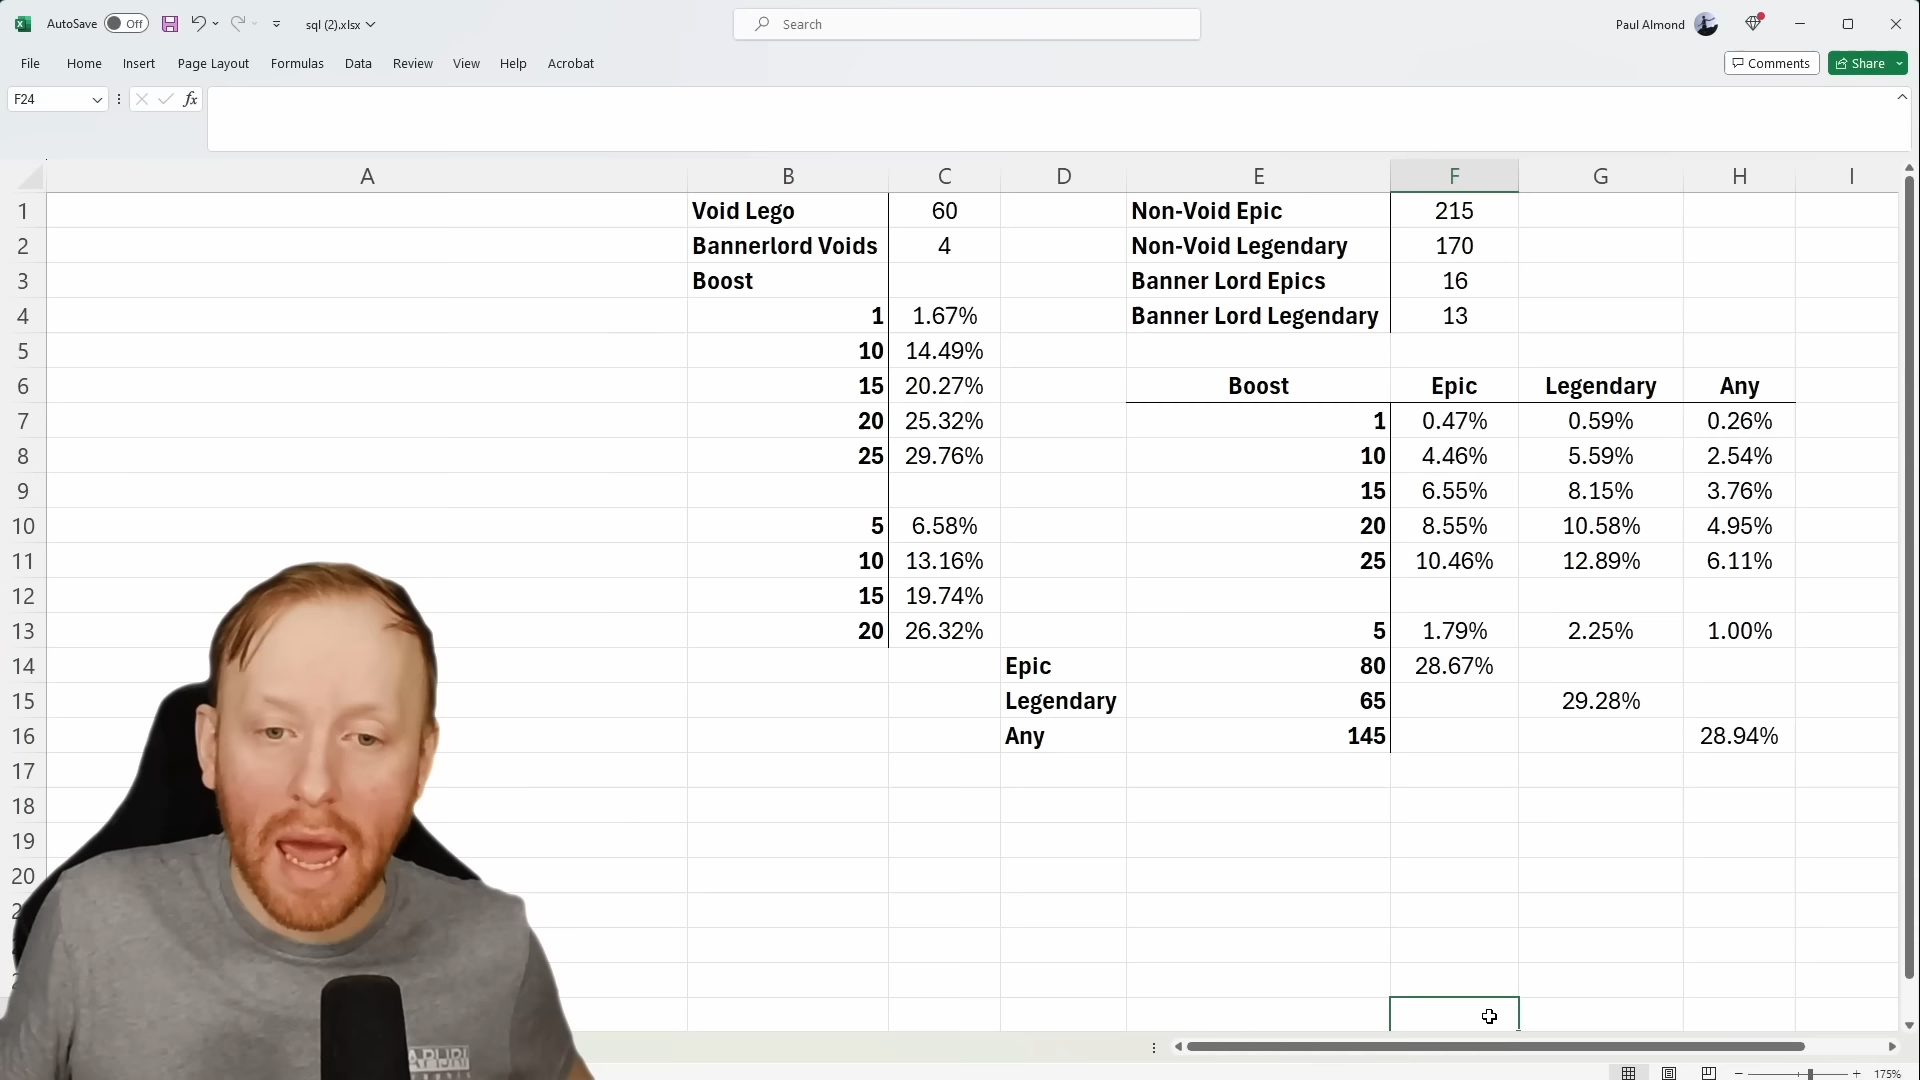 AutoSave Off sql (2).xlsx Search Paul Almond
File Home Insert Page Layout Formulas Data Review View Help Acrobat Comments Share
F24 fx
A B C D E F G H I
1 Void Lego 60 Non-Void Epic 215
2 Bannerlord Voids 4 Non-Void Legendary 170
3 Boost Banner Lord Epics 16
4 1 1.67% Banner Lord Legendary 13
5 10 14.49%
6 15 20.27% Boost Epic Legendary Any
7 20 25.32% 1 0.47% 0.59% 0.26%
8 25 29.76% 10 4.46% 5.59% 2.54%
9 15 6.55% 8.15% 3.76%
10 5 6.58% 20 8.55% 10.58% 4.95%
11 10 13.16% 25 10.46% 12.89% 6.11%
12 15 19.74%
13 20 26.32% 5 1.79% 2.25% 1.00%
14 Epic 80 28.67%
15 Legendary 65 29.28%
16 Any 145 28.94%
17
18
19
20
175%